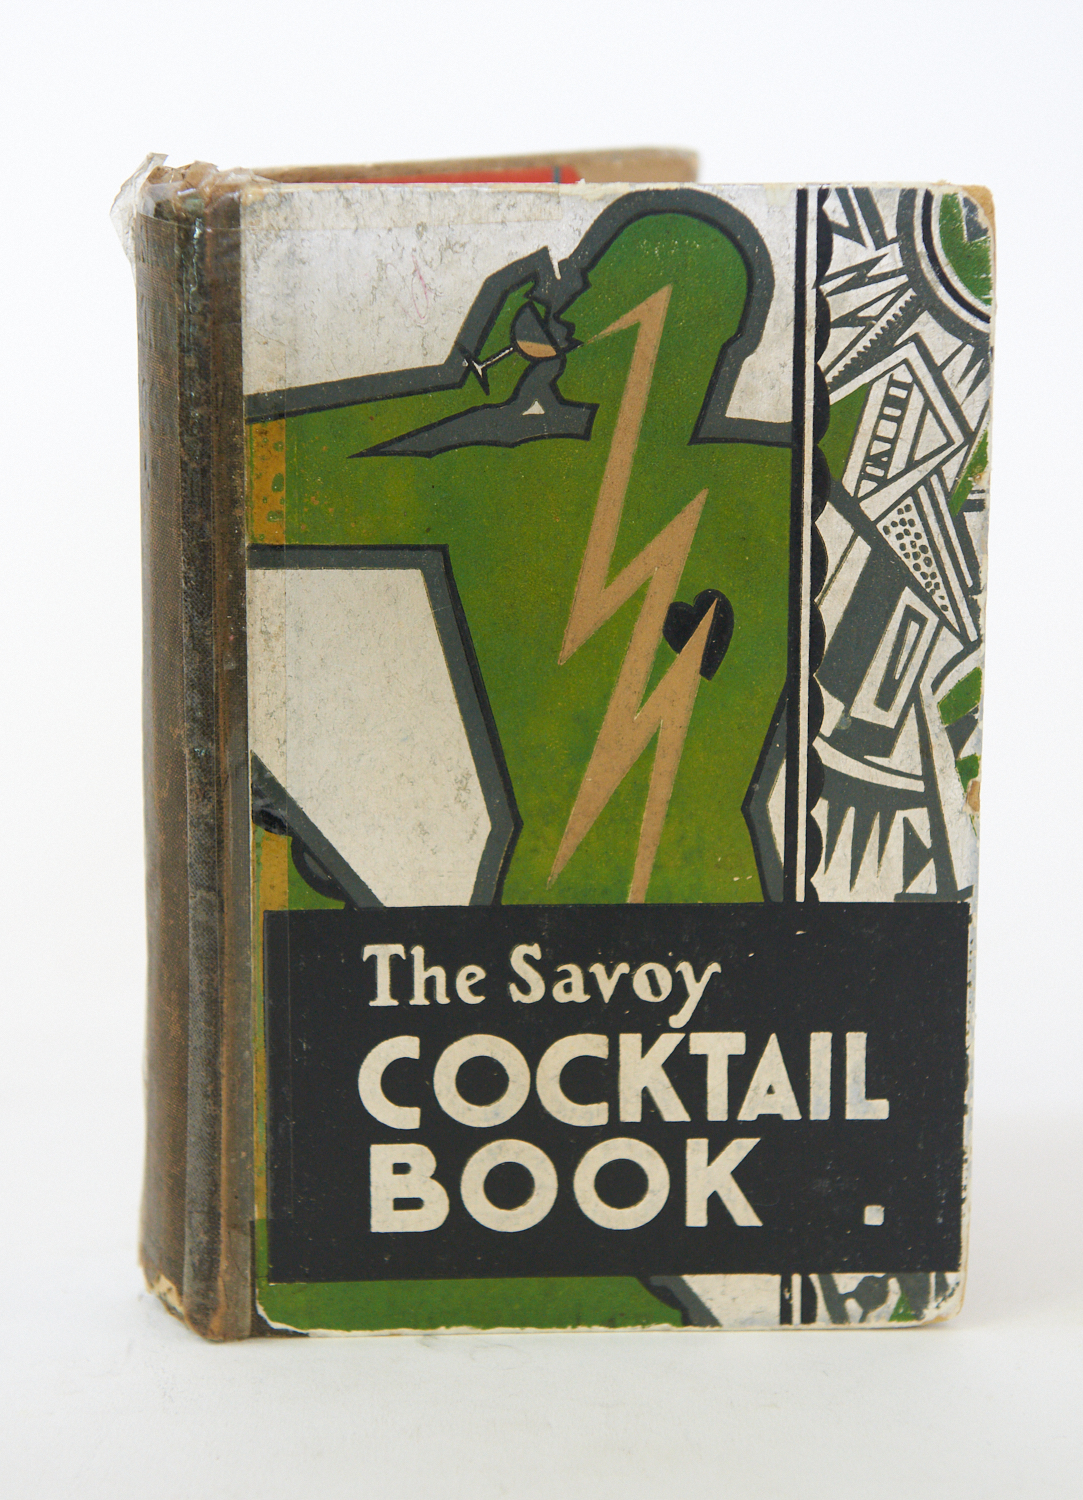 The Savoy
COCKTAIL
BOOK .